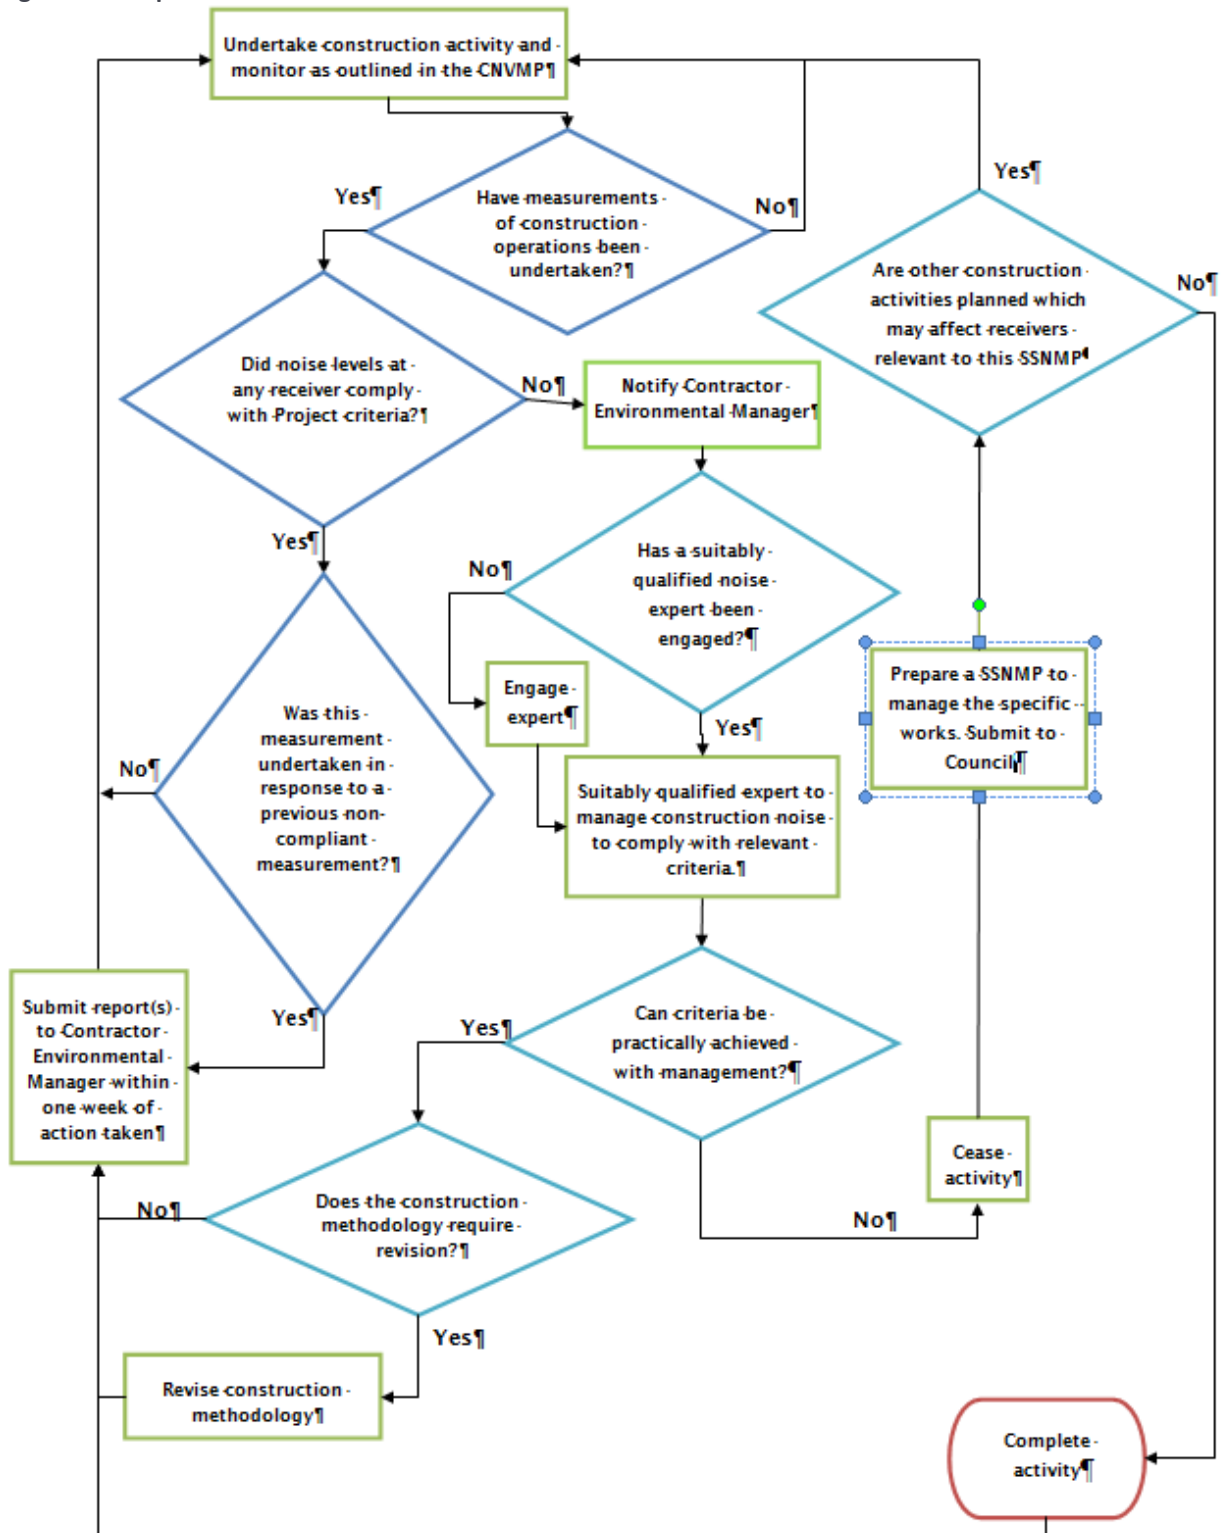 Undertake construction activity and
monitor as outlined in the CNVMP¶
Yes¶
Have measurements
of construction
operations been
undertaken?¶
No¶
Yes¶
Are other construction
activities planned which
may affect receivers
relevant to this SSNMP¶
No¶
Did noise levels at
any receiver comply
with Project criteria?¶
No¶
Notify Contractor
Environmental Manager¶
Yes¶
Has a suitably
qualified noise
expert been
engaged?¶
No¶
Engage
expert¶
Yes¶
Prepare a SSNMP to
manage the specific
works. Submit to
Council¶
Was this
measurement
undertaken in
response to a
previous non-
compliant
measurement?¶
No¶
Suitably qualified expert to
manage construction noise
to comply with relevant
criteria.¶
Submit report(s)
to Contractor
Environmental
Manager within
one week of
action taken¶
Yes¶
Yes¶
Can criteria be
practically achieved
with management?¶
Cease
activity¶
No¶
No¶
Does the construction
methodology require
revision?¶
Yes¶
Revise construction
methodology¶
Complete
activity¶